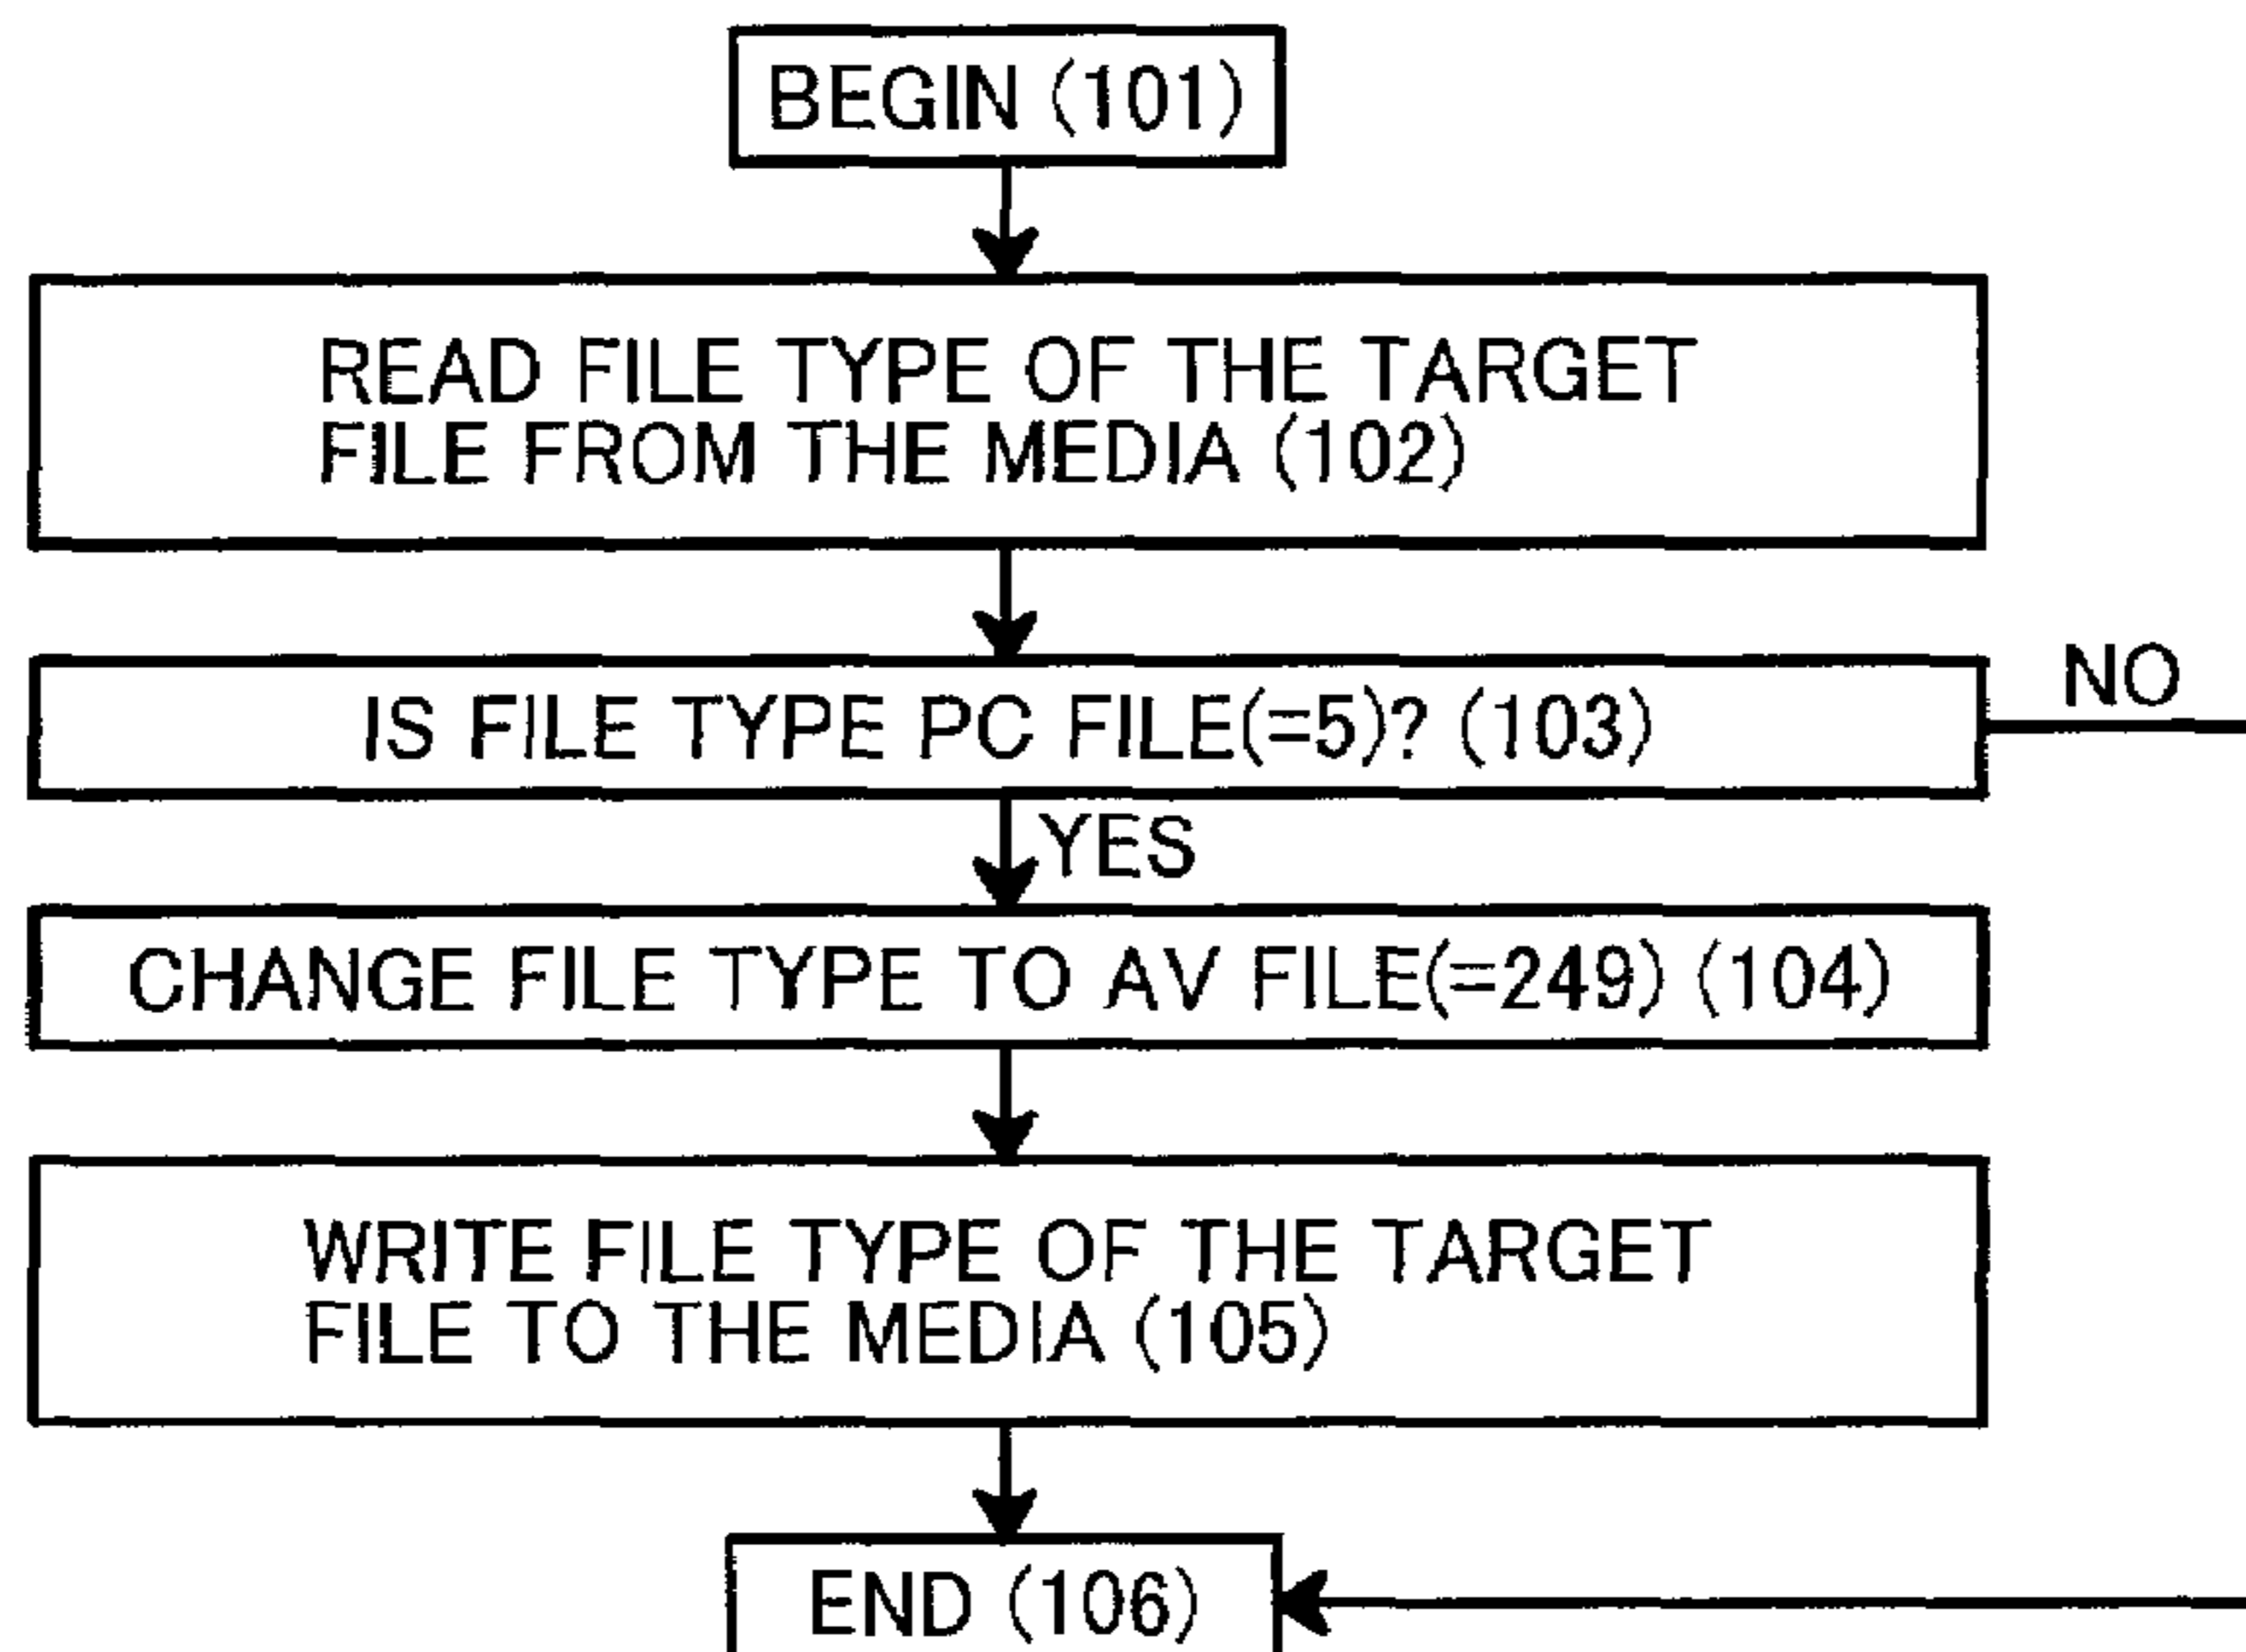 BEGIN (101)
READ FILE TYPE OF THE TARGET
FILE FROM THE MEDIA (102)
IS FILE TYPE PC FILE(=5)? (103)
NO
YES
CHANGE FILE TYPE TO AV FILE(=249) (104)
WRITE FILE TYPE OF THE TARGET
FILE TO THE MEDIA (105)
END (106)